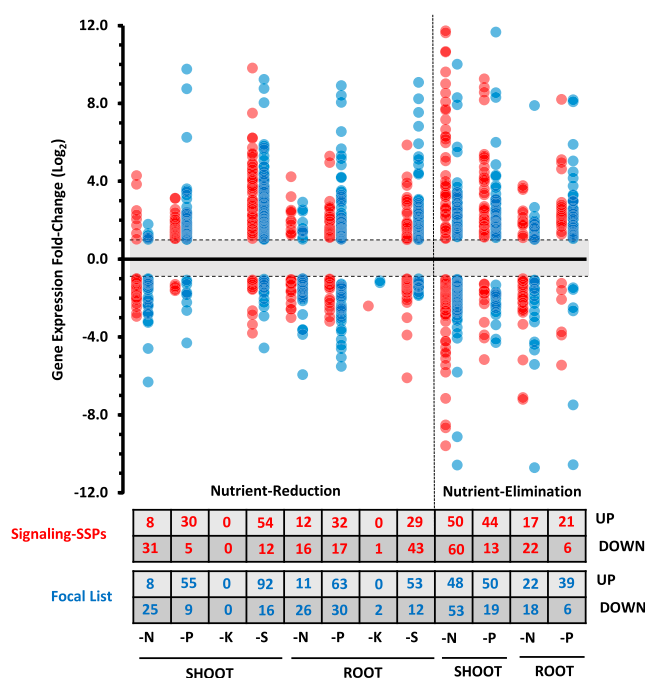 12.0
8.0
4.0
0.0
-4.0
-8.0
-12.0
Gene Expression Fold-Change (Log2)
Nutrient-Reduction Nutrient-Elimination
Signaling-SSPs
8 30 0 54 12 32 0 29 50 44 17 21 UP
31 5 0 12 16 17 1 43 60 13 22 6 DOWN
Focal List
8 55 0 92 11 63 0 53 48 50 22 39 UP
25 9 0 16 26 30 2 12 53 19 18 6 DOWN
-N -P -K -S -N -P -K -S -N -P -N -P
SHOOT ROOT SHOOT ROOT